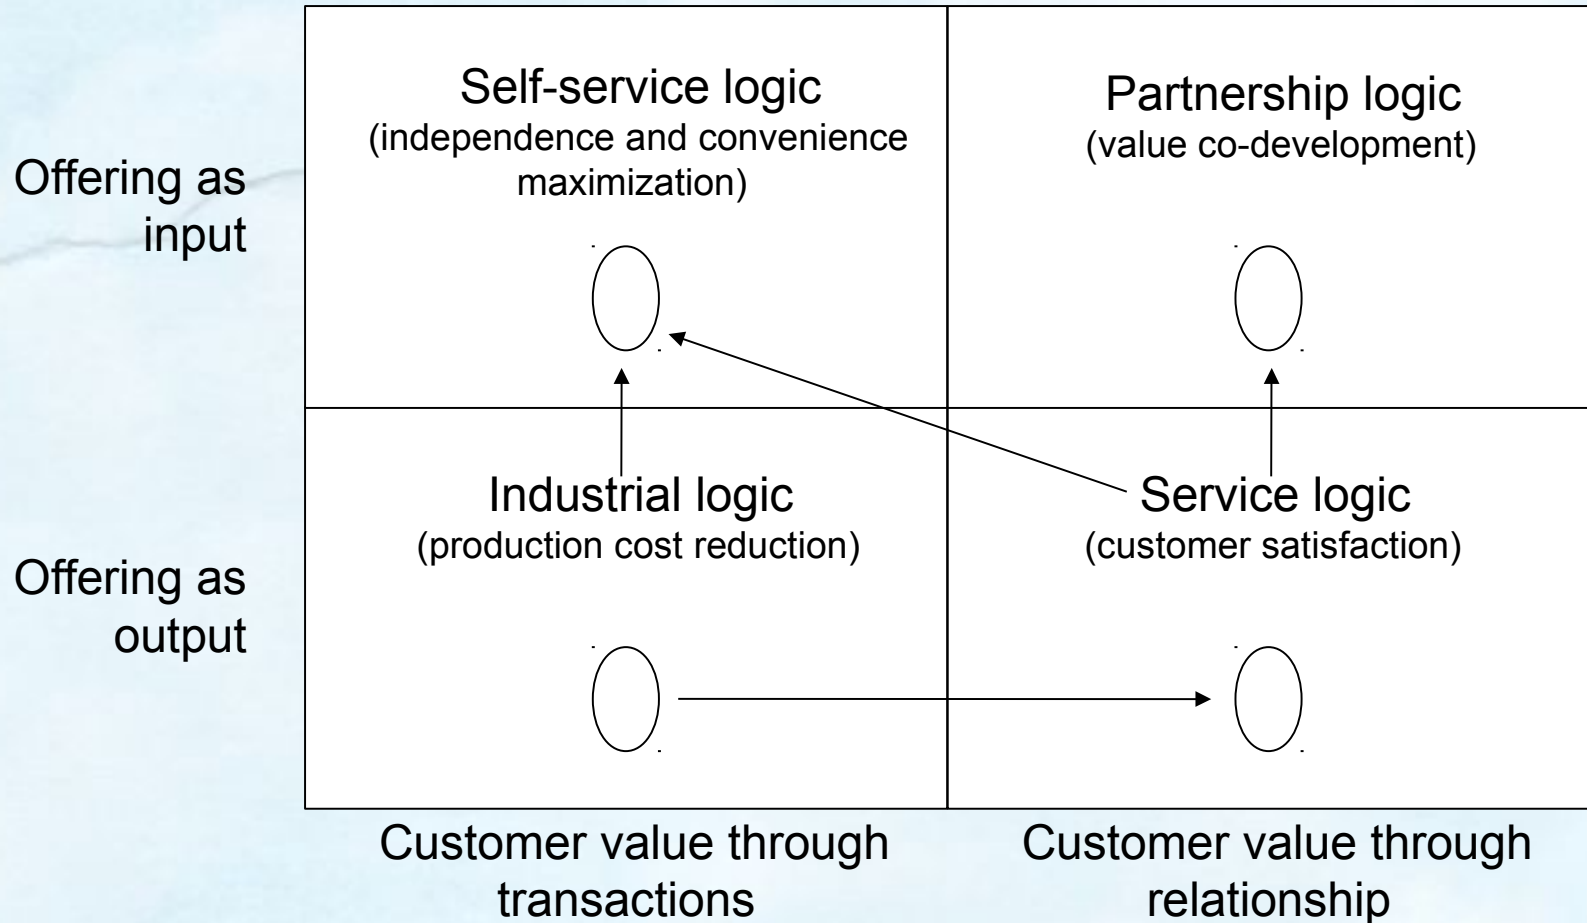 Self-service logic
(independence and convenience
maximization)
Partnership logic
(value co-development)
Offering as
input
Industrial logic
(production cost reduction)
Service logic
(customer satisfaction)
Offering as
output
Customer value through
transactions
Customer value through
relationship